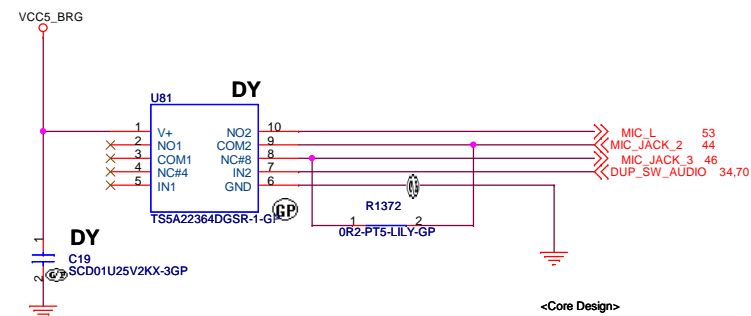 VCC5_BRG
DY
U81
1 V+ NO2 10 MIC_L 53
2 NO1 COM2 9 MIC_JACK_2 44
3 COM1 NC#8 8 MIC_JACK_3 46
4 NC#4 IN2 7 DUP_SW_AUDIO 34,70
5 IN1 GND 6
TS5A22364DGSR-1-GP
GP
R1372
1 2
0R2-PT5-LILY-GP
1
DY
C19
SCD01U25V2KX-3GP
2
<Core Design>